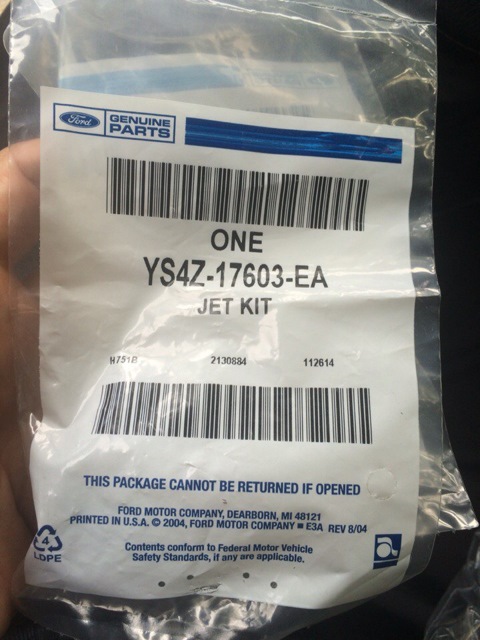 Ford GENUINE PARTS
ONE
YS4Z-17603-EA
JET KIT
H751B 2130884 112614
THIS PACKAGE CANNOT BE RETURNED IF OPENED
FORD MOTOR COMPANY, DEARBORN, MI 48121
PRINTED IN U.S.A. © 2004, FORD MOTOR COMPANY ■ E3A REV 8/04
Contents conform to Federal Motor Vehicle
Safety Standards, if any are applicable.
4
LDPE